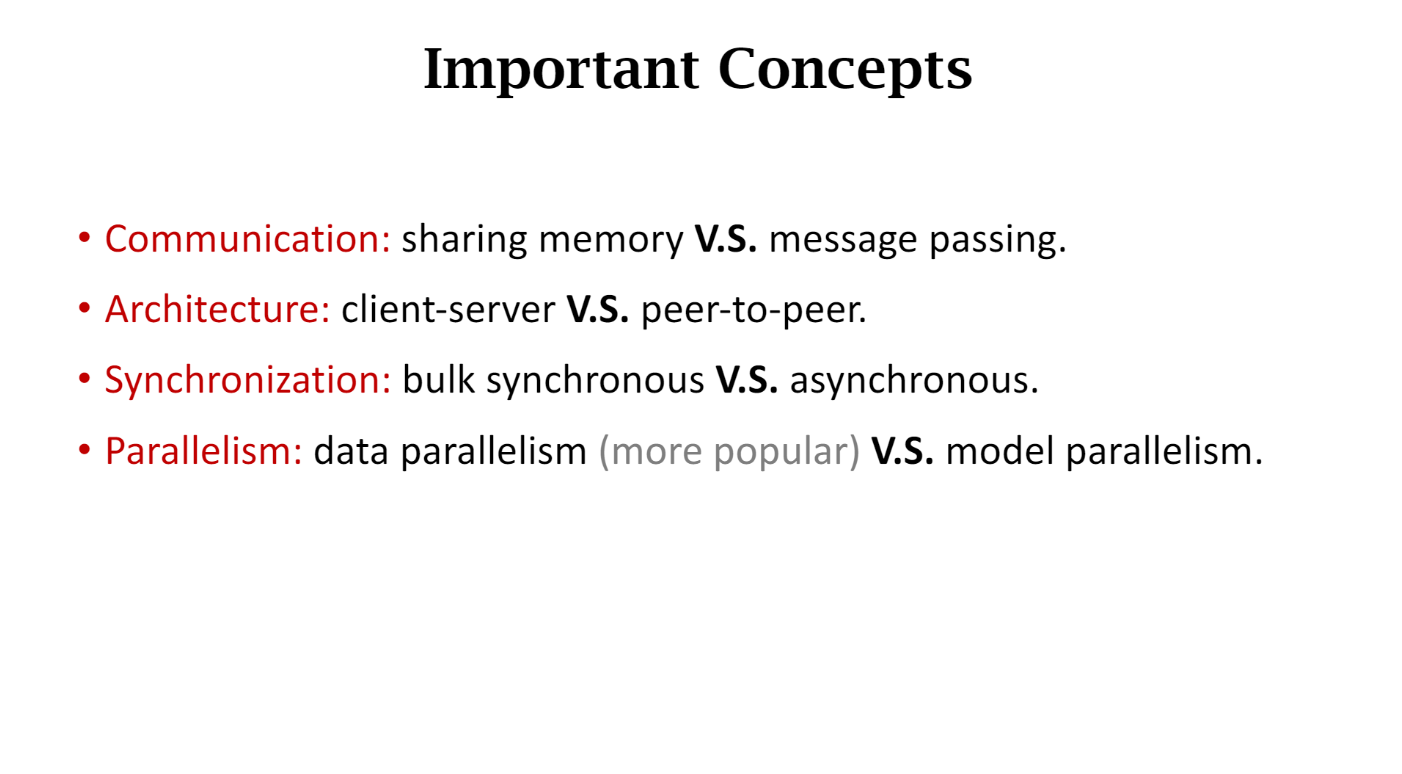 Important Concepts
• Communication: sharing memory V.S. message passing.
• Architecture: client-server V.S. peer-to-peer.
• Synchronization: bulk synchronous V.S. asynchronous.
• Parallelism: data parallelism (more popular) V.S. model parallelism.